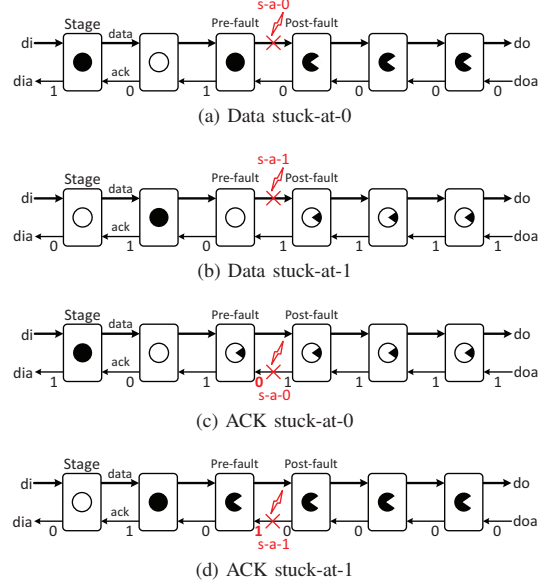 s-a-0
Stage Pre-fault Post-fault
di data do
dia ack doa
1 0 1 0 0 0 0
(a) Data stuck-at-0
s-a-1
Stage Pre-fault Post-fault
di data do
dia ack doa
0 1 0 1 1 1 1
(b) Data stuck-at-1
Stage Pre-fault Post-fault
di data do
dia ack doa
1 0 1 0 1 1 1 1
s-a-0
(c) ACK stuck-at-0
Stage Pre-fault Post-fault
di data do
dia ack doa
0 1 0 1 0 0 0 0
s-a-1
(d) ACK stuck-at-1